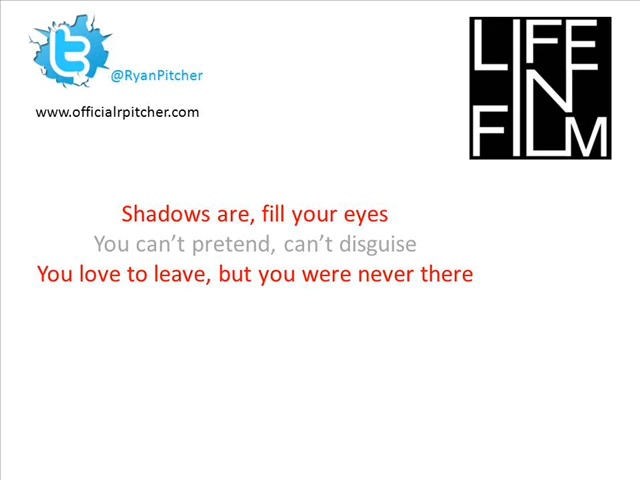 @RyanPitcher
www.officialrpitcher.com
LIFE
IN
FILM
Shadows are, fill your eyes
You can't pretend, can't disguise
You love to leave, but you were never there